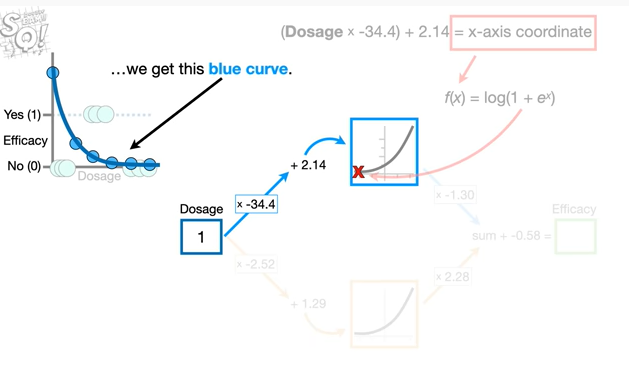 (Dosage x -34.4) + 2.14 = x-axis coordinate
SQ!
…we get this blue curve.
f(x) = log(1 + eˣ)
Yes (1)
Efficacy
No (0)
Dosage
+ 2.14
x -34.4
x -1.30
Dosage
1
Efficacy
sum + -0.58 =
x -2.52
x 2.28
+ 1.29